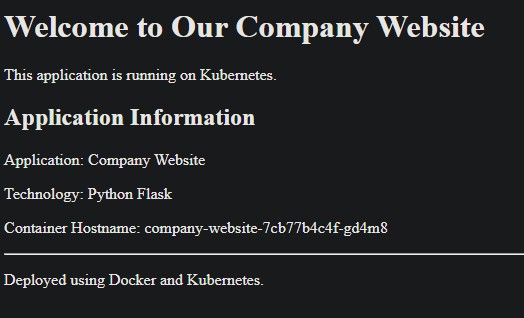 Welcome to Our Company Website
This application is running on Kubernetes.
Application Information
Application: Company Website
Technology: Python Flask
Container Hostname: company-website-7cb77b4c4f-gd4m8
Deployed using Docker and Kubernetes.